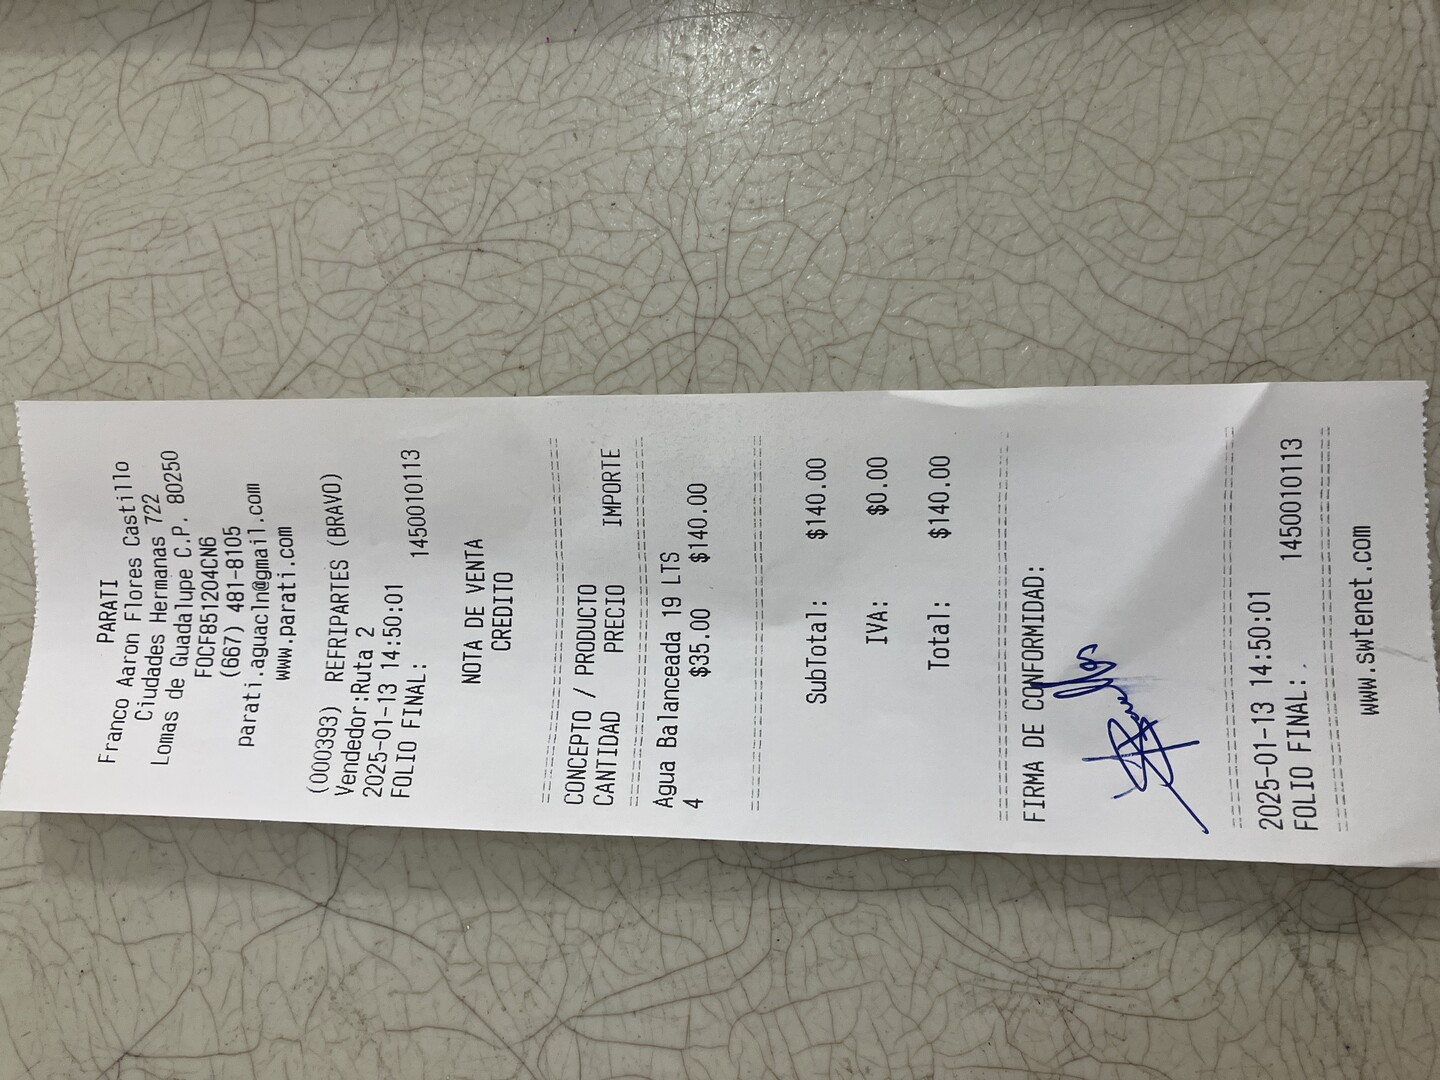 PARATI
Franco Aaron Flores Castillo
Ciudades Hermanas 722
Lomas de Guadalupe C.P. 80250
FOCF851204CN6
(667) 481-8105
parati.aguacln@gmail.com
www.parati.com
(000393) REFRIPARTES (BRAVO)
Vendedor:Ruta 2
2025-01-13 14:50:01
FOLIO FINAL: 1450010113
NOTA DE VENTA
CREDITO
CONCEPTO / PRODUCTO
CANTIDAD PRECIO IMPORTE
Agua Balanceada 19 LTS
4 $35.00 $140.00
SubTotal: $140.00
IVA: $0.00
Total: $140.00
FIRMA DE CONFORMIDAD:
2025-01-13 14:50:01
FOLIO FINAL: 1450010113
www.swtenet.com